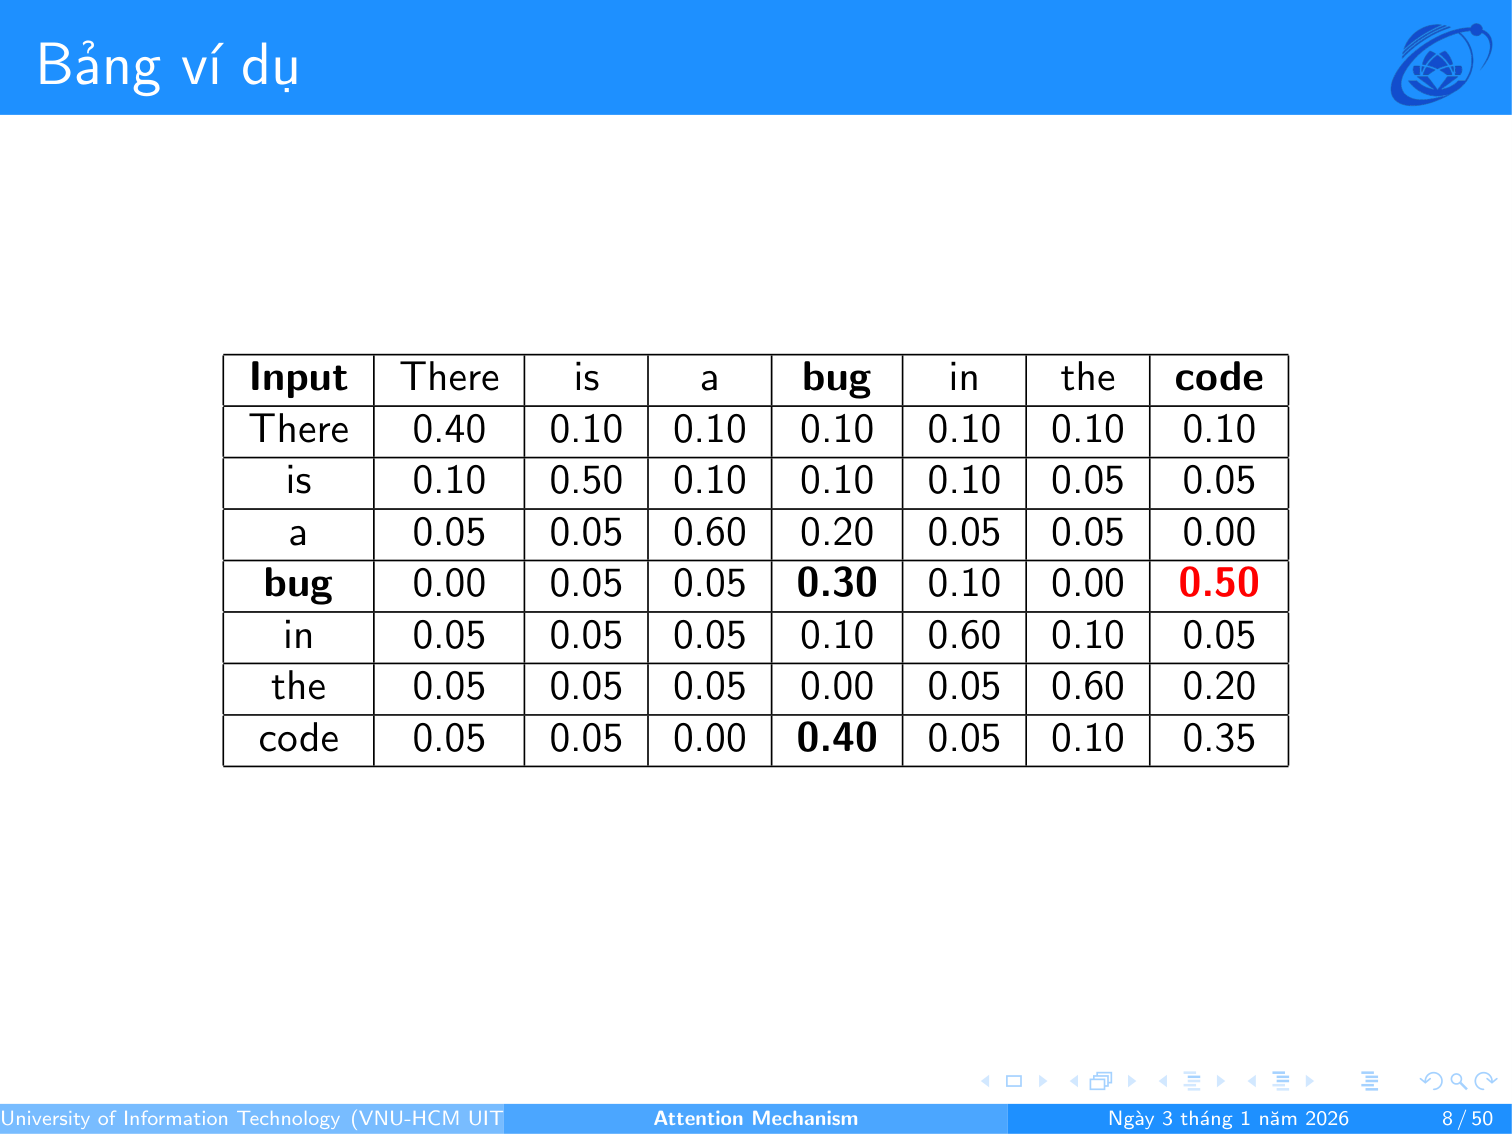 Bảng ví dụ
Input There is a bug in the code
There 0.40 0.10 0.10 0.10 0.10 0.10 0.10
is 0.10 0.50 0.10 0.10 0.10 0.05 0.05
a 0.05 0.05 0.60 0.20 0.05 0.05 0.00
bug 0.00 0.05 0.05 0.30 0.10 0.00 0.50
in 0.05 0.05 0.05 0.10 0.60 0.10 0.05
the 0.05 0.05 0.05 0.00 0.05 0.60 0.20
code 0.05 0.05 0.00 0.40 0.05 0.10 0.35
University of Information Technology (VNU-HCM UIT Attention Mechanism Ngày 3 tháng 1 năm 2026 8 / 50